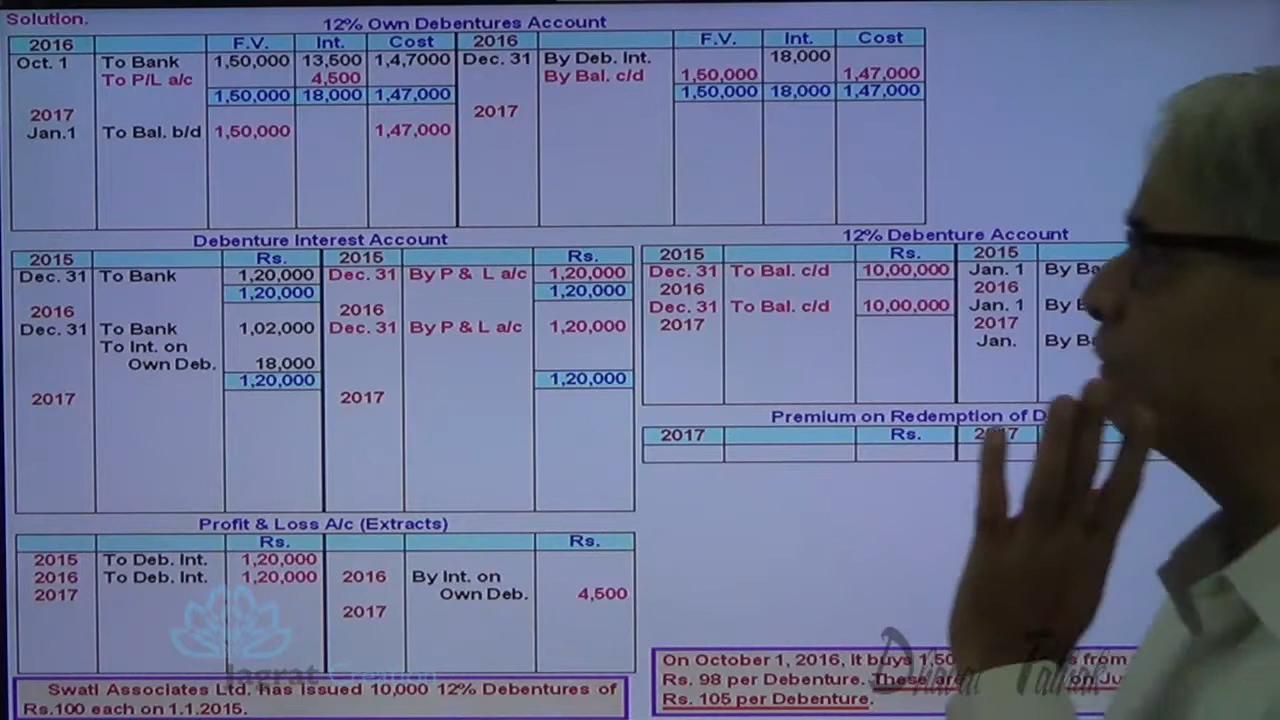 Solution.
12% Own Debentures Account
2016 F.V. Int. Cost 2016 F.V. Int. Cost
Oct. 1 To Bank 1,50,000 13,500 1,4,7000 Dec. 31 By Deb. Int. 18,000
To P/L a/c 4,500 By Bal. c/d 1,50,000 1,47,000
1,50,000 18,000 1,47,000 1,50,000 18,000 1,47,000
2017 2017
Jan.1 To Bal. b/d 1,50,000 1,47,000
Debenture Interest Account
2015 Rs. 2015 Rs.
Dec. 31 To Bank 1,20,000 Dec. 31 By P & L a/c 1,20,000
1,20,000 1,20,000
2016 2016
Dec. 31 To Bank 1,02,000 Dec. 31 By P & L a/c 1,20,000
To Int. on
Own Deb. 18,000
1,20,000 1,20,000
2017 2017
12% Debenture Account
2015 Rs. 2015
Dec. 31 To Bal. c/d 10,00,000 Jan. 1 By
2016 2016
Dec. 31 To Bal. c/d 10,00,000 Jan. 1 By
2017 2017
Jan. By
Premium on Redemption of
2017 Rs. 2017
Profit & Loss A/c (Extracts)
Rs. Rs.
2015 To Deb. Int. 1,20,000
2016 To Deb. Int. 1,20,000 2016 By Int. on
2017 Own Deb. 4,500
2017
Jagrat Creation
Swati Associates Ltd. has issued 10,000 12% Debentures of
Rs.100 each on 1.1.2015.
On October 1, 2016, it buys from
Rs. 98 per Debenture. These on
Rs. 105 per Debenture.